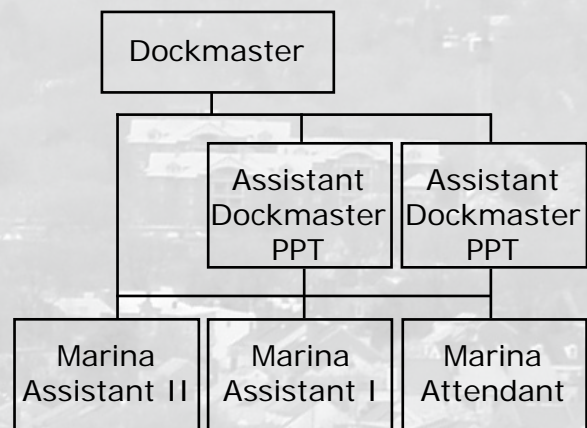 Dockmaster
Assistant
Dockmaster
PPT
Assistant
Dockmaster
PPT
Marina
Assistant II
Marina
Assistant I
Marina
Attendant